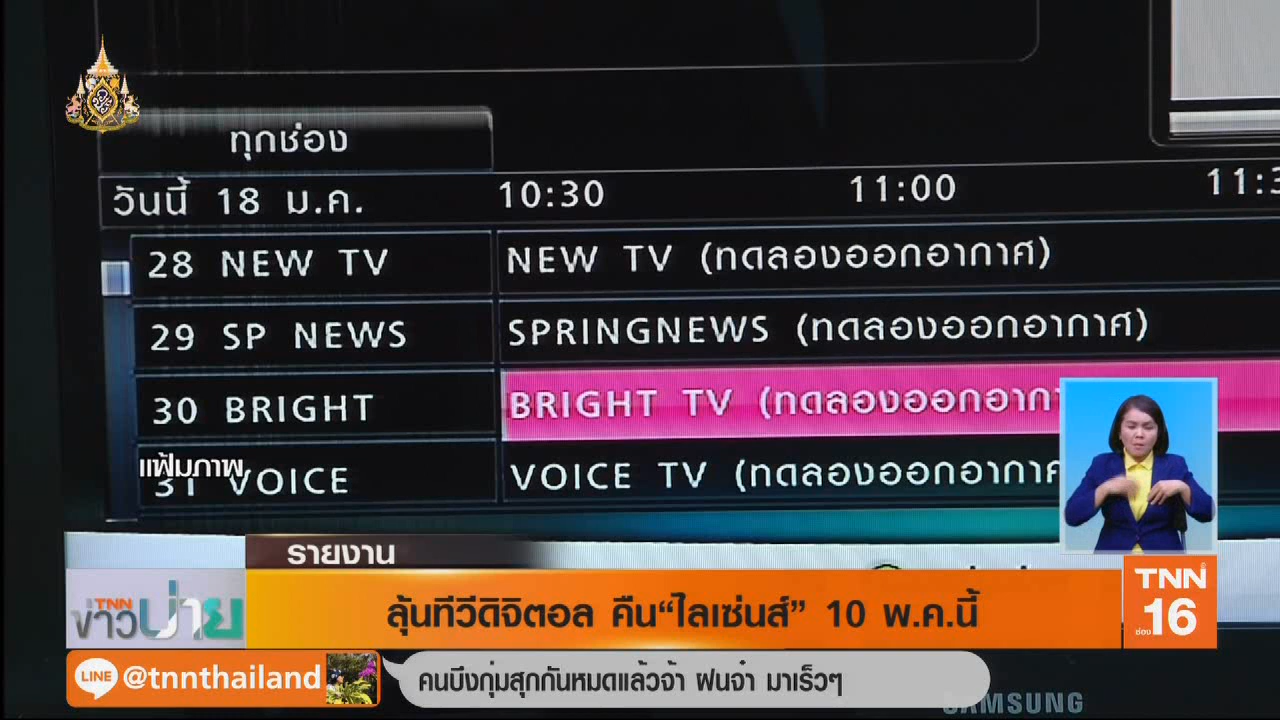 ทุกช่อง
วันนี้ 18 ม.ค. 10:30 11:00
28 NEW TV NEW TV (ทดลองออกอากาศ)
29 SP NEWS SPRINGNEWS (ทดลองออกอากาศ)
30 BRIGHT BRIGHT TV (ทดลองออกอากา
แฟ้มภาพ
31 VOICE VOICE TV (ทดลองออกอากาศ
รายงาน
TNN ข่าวบ่าย
ลุ้นทีวีดิจิตอล คืน“ไลเซ่นส์” 10 พ.ค.นี้
TNN ช่อง 16
LINE @tnnthailand
คนบึงกุ่มสุกกันหมดแล้วจ้า ฝนจ๋า มาเร็วๆ
SAMSUNG